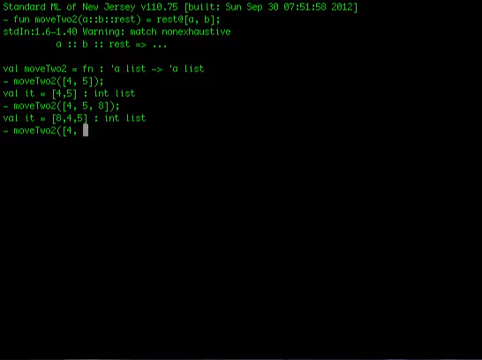 Standard ML of New Jersey v110.75 [built: Sun Sep 30 07:51:58 2012]
- fun moveTwo2(a::b::rest) = rest@[a, b];
stdIn:1.6-1.40 Warning: match nonexhaustive
a :: b :: rest => ...
val moveTwo2 = fn : 'a list -> 'a list
- moveTwo2([4, 5]);
val it = [4,5] : int list
- moveTwo2([4, 5, 8]);
val it = [8,4,5] : int list
- moveTwo2([4,